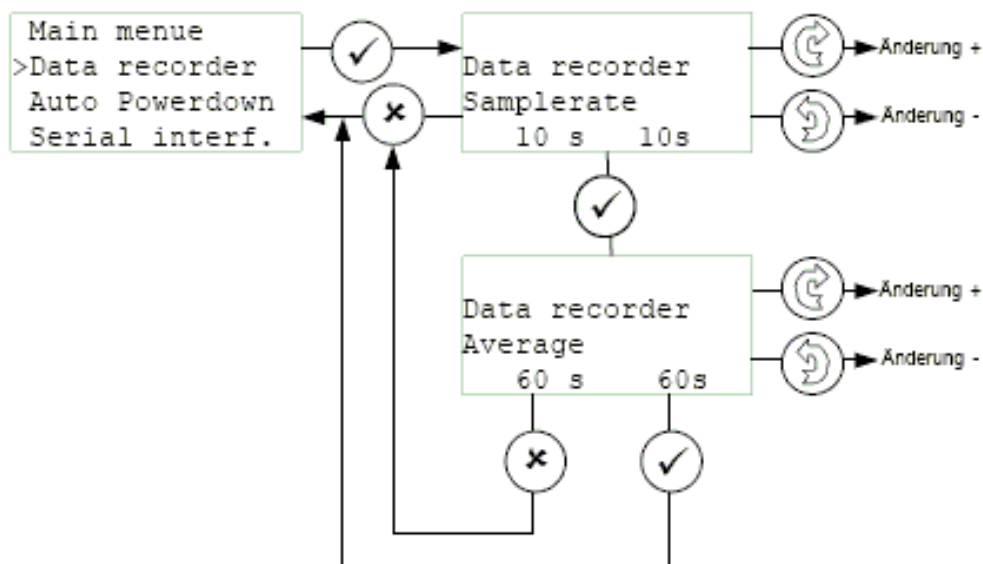 Main menue
>Data recorder
Auto Powerdown
Serial interf.
Data recorder
Samplerate
10 s 10s
Änderung +
Änderung -
Data recorder
Average
60 s 60s
Änderung +
Änderung -